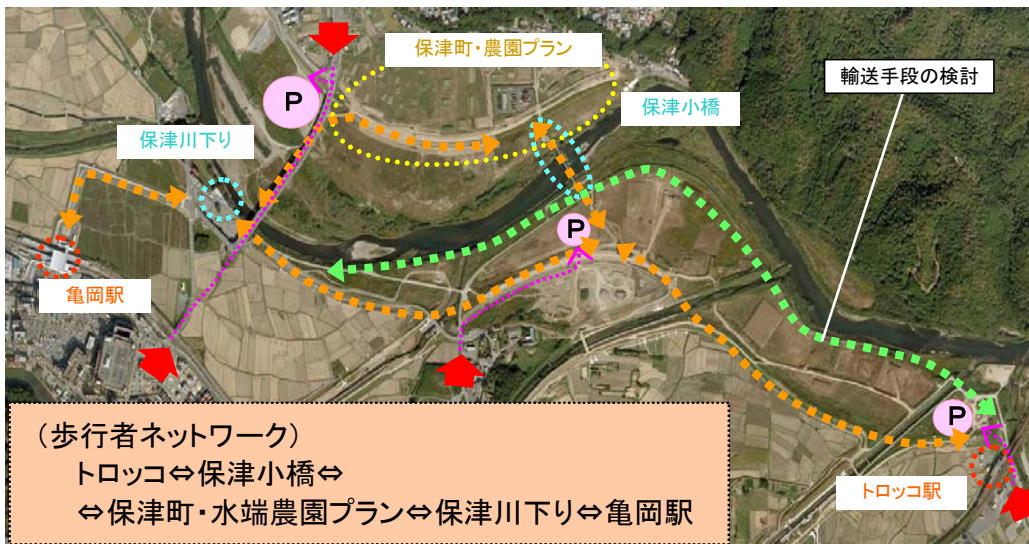 保津町・農園プラン
輸送手段の検討
P
保津小橋
保津川下り
P
亀岡駅
P
トロッコ駅
(歩行者ネットワーク)
トロッコ⇔保津小橋⇔
⇔保津町・水端農園プラン⇔保津川下り⇔亀岡駅